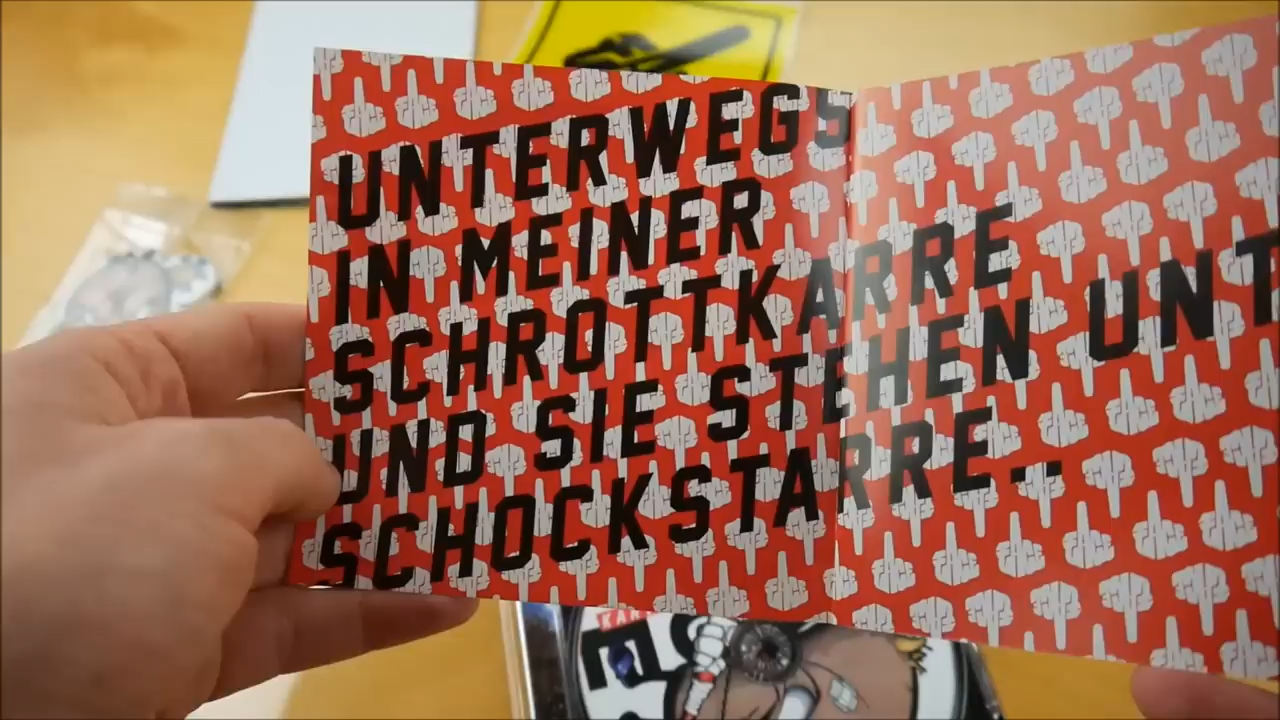 UNTERWEGS
IN MEINER
SCHROTTKARRE
UND SIE STEHEN UNT
SCHOCKSTARRE..